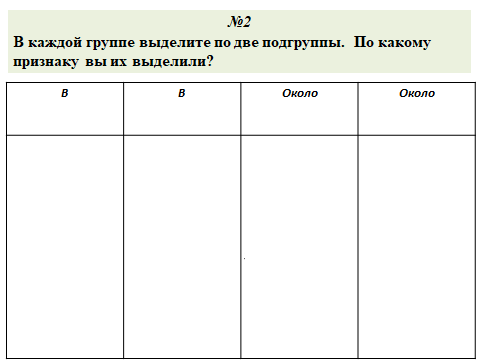 №2
В каждой группе выделите по две подгруппы. По какому
признаку вы их выделили?
В В Около Около